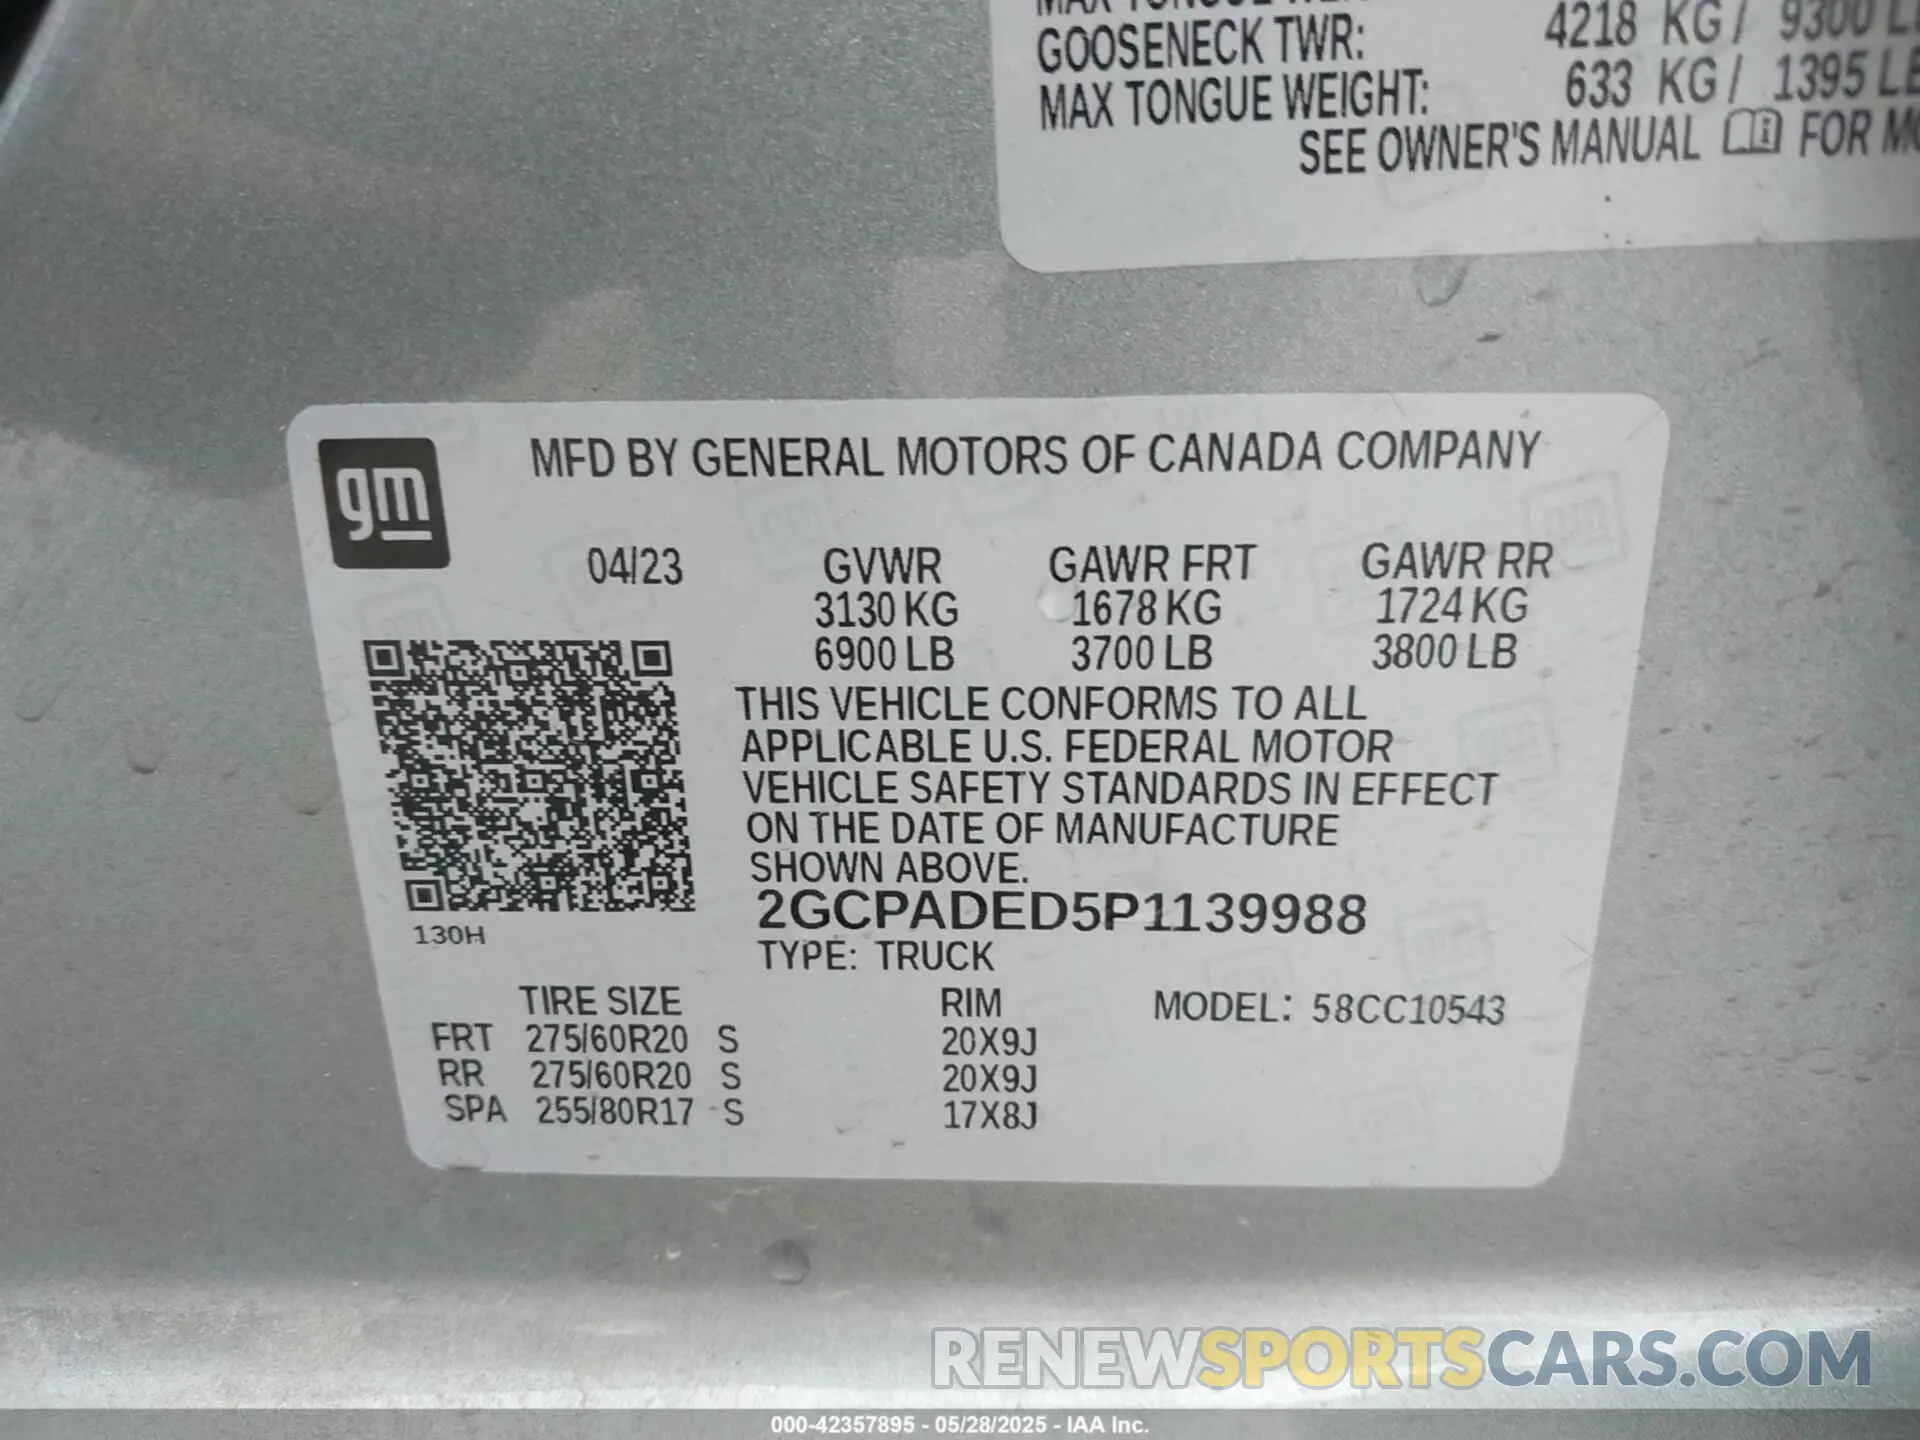 GOOSENECK TWR: 4218 KG / 9300
MAX TONGUE WEIGHT: 633 KG / 1395
SEE OWNER'S MANUAL FOR
gm
MFD BY GENERAL MOTORS OF CANADA COMPANY
04/23 GVWR GAWR FRT GAWR RR
3130 KG 1678 KG 1724 KG
6900 LB 3700 LB 3800 LB
THIS VEHICLE CONFORMS TO ALL
APPLICABLE U.S. FEDERAL MOTOR
VEHICLE SAFETY STANDARDS IN EFFECT
ON THE DATE OF MANUFACTURE
SHOWN ABOVE.
2GCPADED5P1139988
130H
TYPE: TRUCK
TIRE SIZE RIM MODEL: 58CC10543
FRT 275/60R20 S 20X9J
RR 275/60R20 S 20X9J
SPA 255/80R17 S 17X8J
RENEWSPORTSCARS.COM
000-42357895 - 05/28/2025 - IAA Inc.